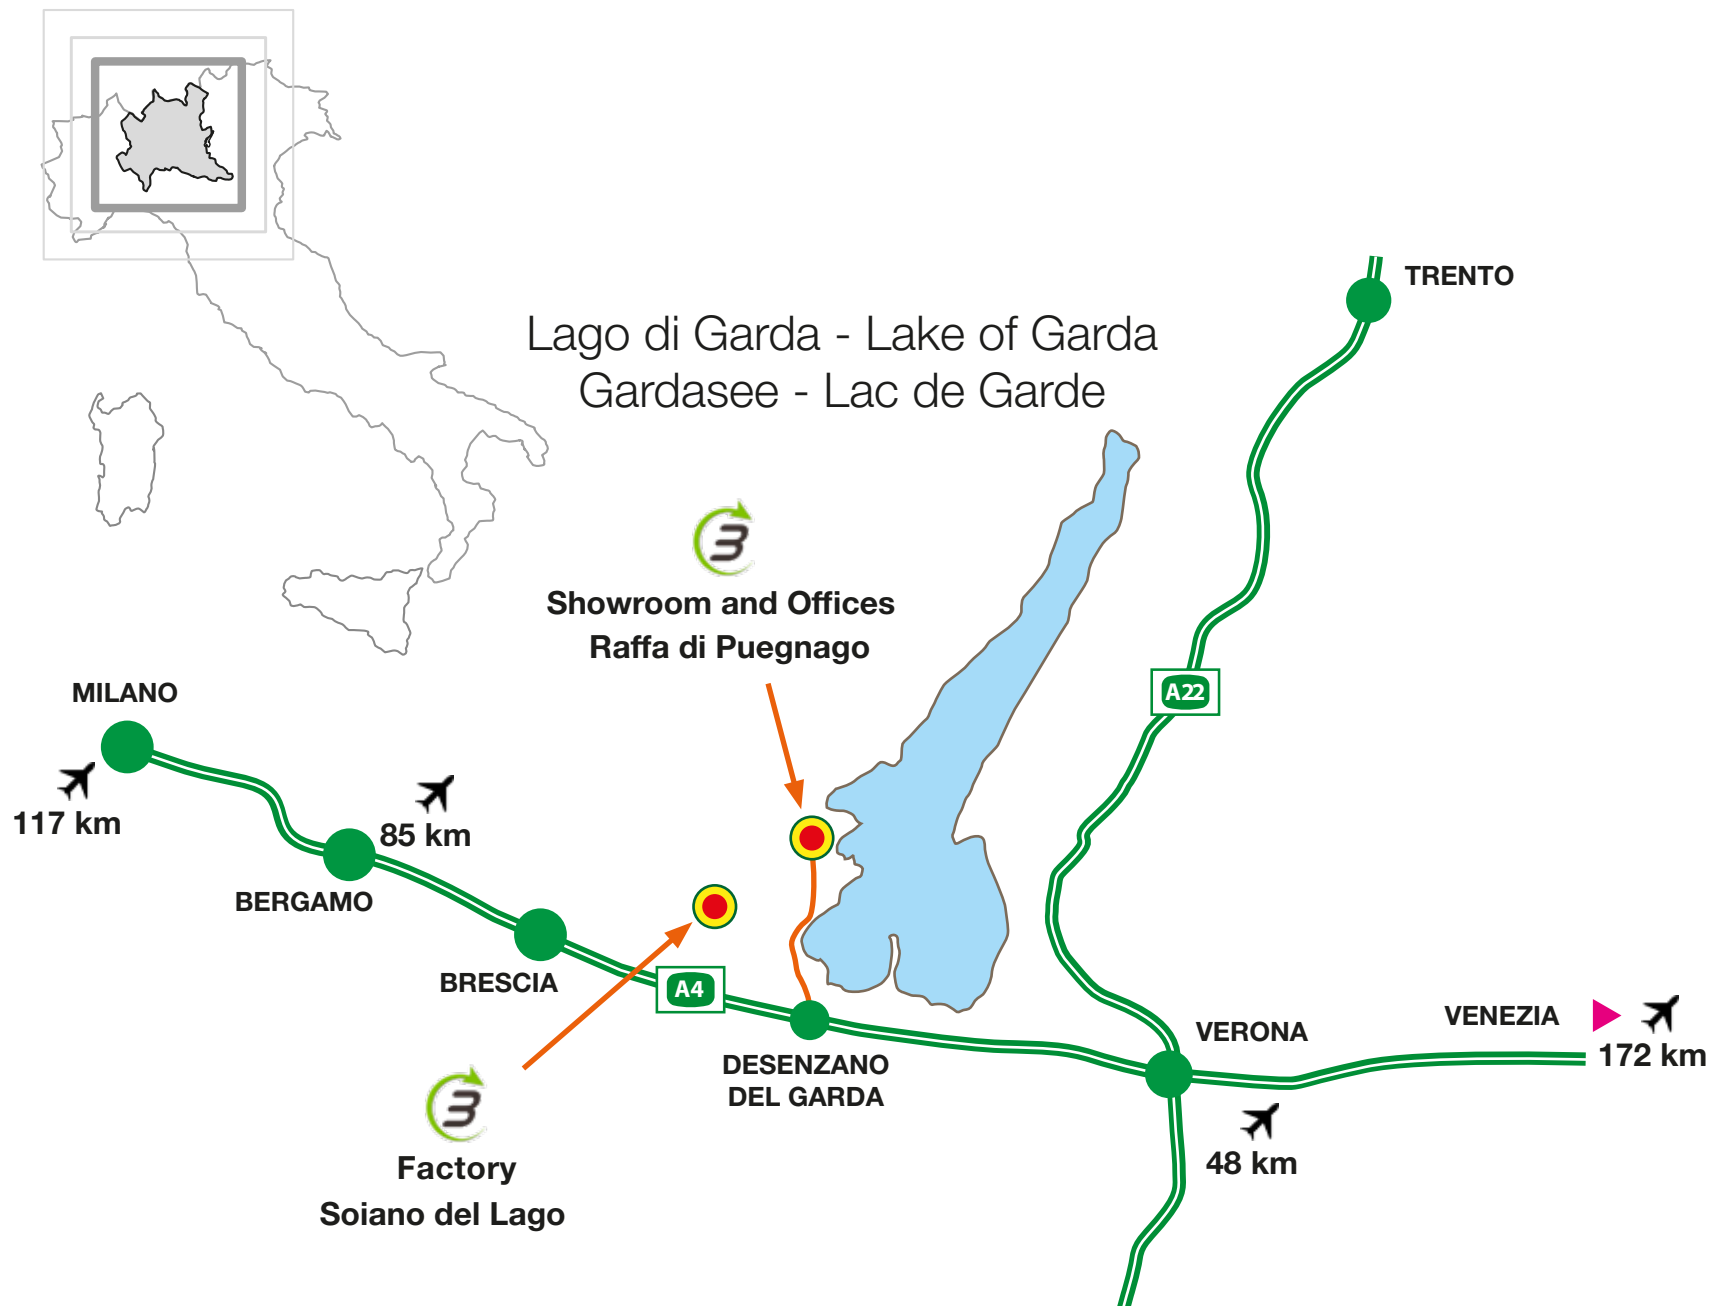 TRENTO
Lago di Garda - Lake of Garda
Gardasee - Lac de Garde
3
Showroom and Offices
Raffa di Puegnago
A22
MILANO
117 km
85 km
BERGAMO
BRESCIA
A4
DESENZANO
DEL GARDA
VERONA
VENEZIA
172 km
48 km
3
Factory
Soiano del Lago